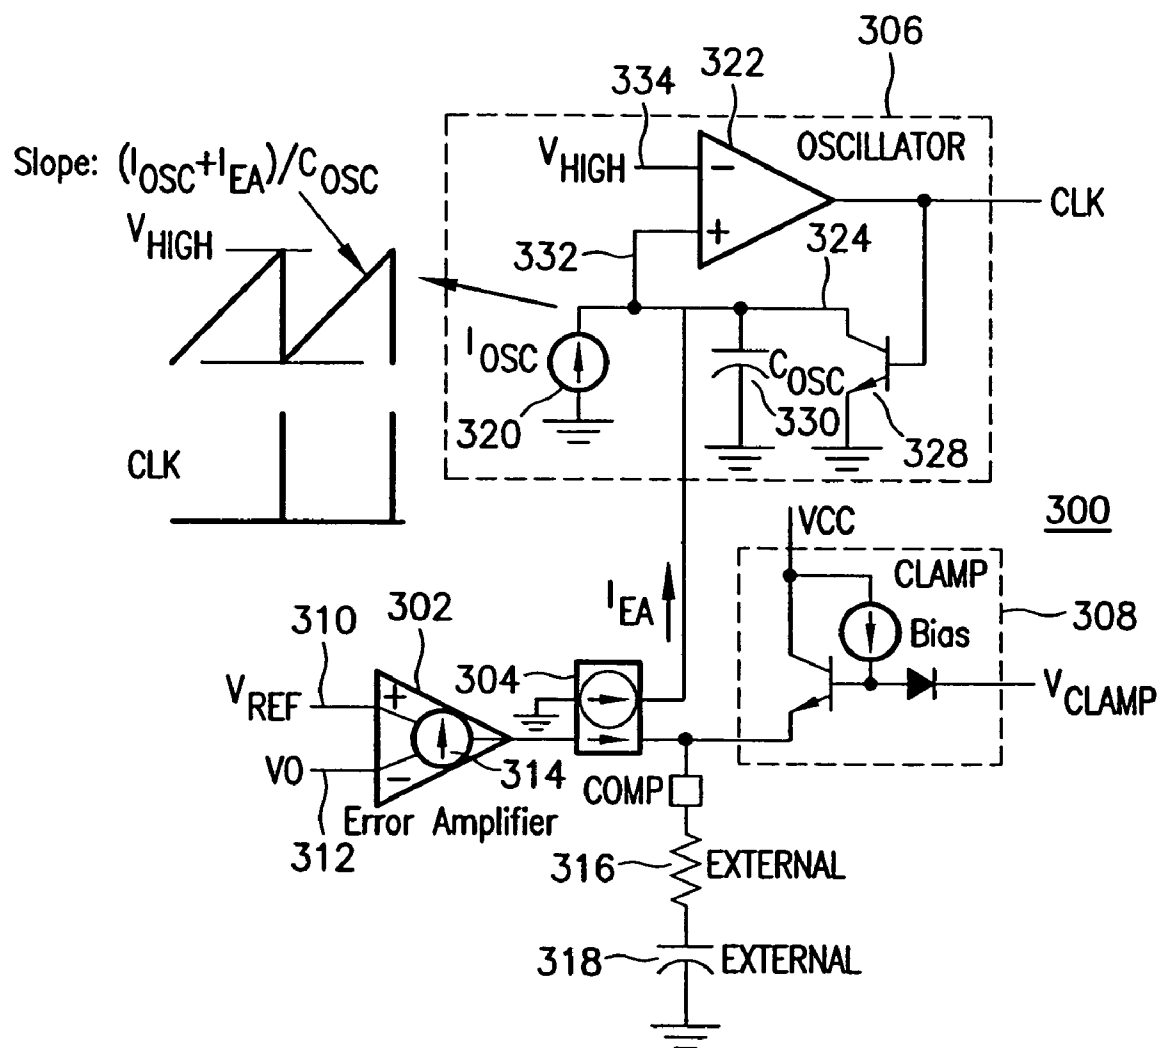 306
334
322
OSCILLATOR
VHIGH
−
+
CLK
Slope: (IOSC+IEA)/COSC
VHIGH
332
324
IOSC
COSC
320
330
328
CLK
300
VCC
CLAMP
308
Bias
IEA
310
302
304
VREF
+
VCLAMP
VO
−
314
COMP
Error Amplifier
312
316
EXTERNAL
318
EXTERNAL